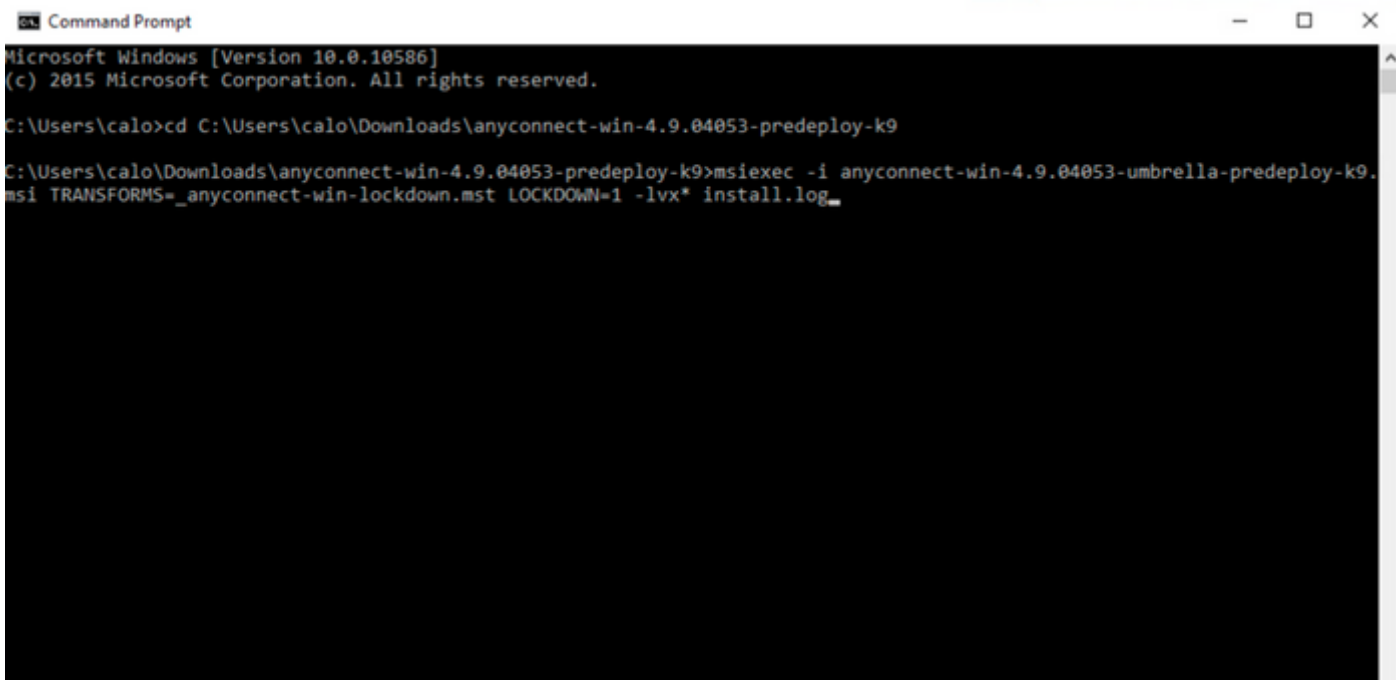 Command Prompt
Microsoft Windows [Version 10.0.10586]
(c) 2015 Microsoft Corporation. All rights reserved.
C:\Users\calo>cd C:\Users\calo\Downloads\anyconnect-win-4.9.04053-predeploy-k9
C:\Users\calo\Downloads\anyconnect-win-4.9.04053-predeploy-k9>msiexec -i anyconnect-win-4.9.04053-umbrella-predeploy-k9.
msi TRANSFORMS=_anyconnect-win-lockdown.mst LOCKDOWN=1 -lvx* install.log